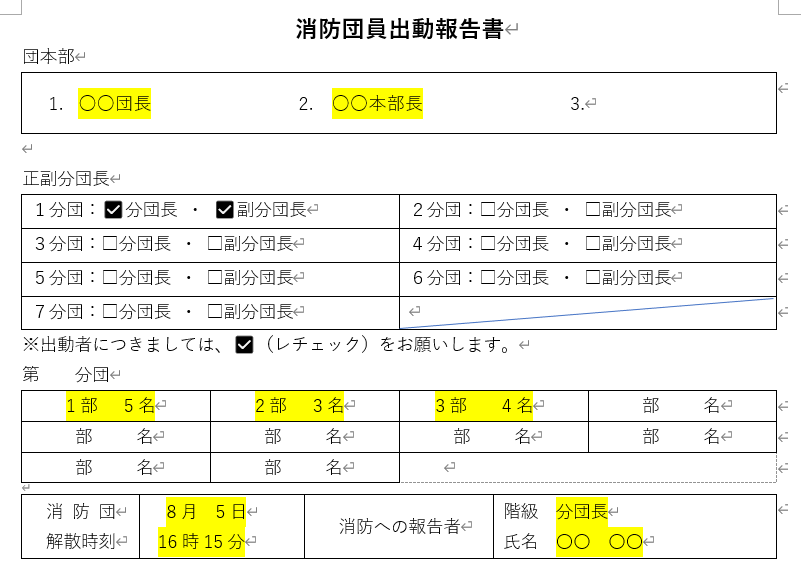 消防団員出動報告書
団本部
1. 〇〇団長 2. 〇〇本部長 3.
正副分団長
1分団：☑分団長 ・ ☑副分団長 2分団：□分団長 ・ □副分団長
3分団：□分団長 ・ □副分団長 4分団：□分団長 ・ □副分団長
5分団：□分団長 ・ □副分団長 6分団：□分団長 ・ □副分団長
7分団：□分団長 ・ □副分団長
※出動者につきましては、☑（レチェック）をお願いします。
第　　分団
1部　5名 2部　3名 3部　4名 部　　名
部　　名 部　　名 部　　名 部　　名
部　　名 部　　名
消 防 団 8月　5日 階級 分団長
消防への報告者
解散時刻 16時15分 氏名 〇〇　〇〇